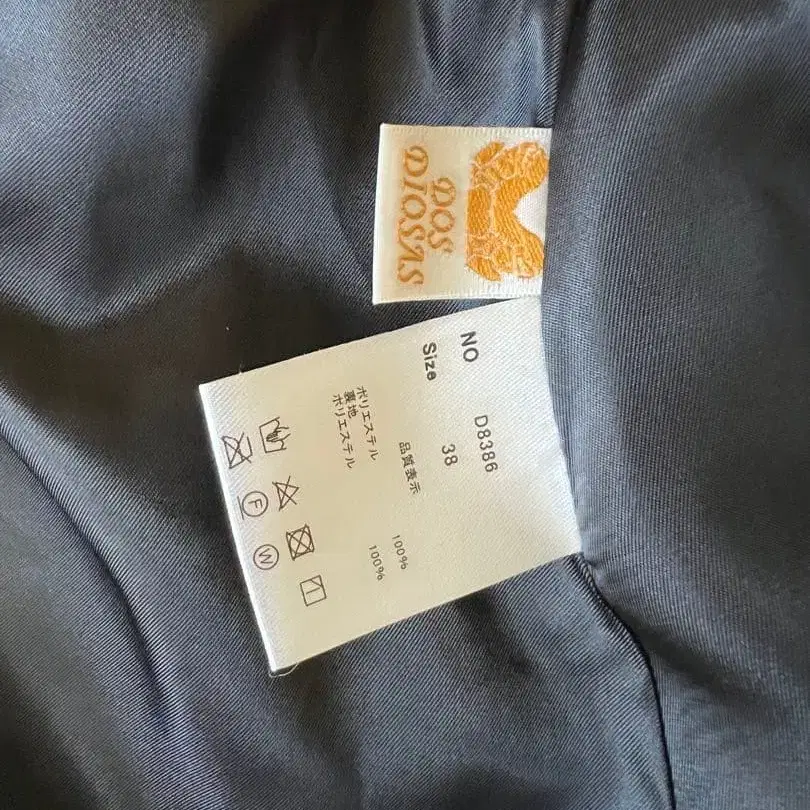 DOS
DIOSAS
NO D8386
Size 38
品質表示
ポリエステル 100%
裏地
ポリエステル 100%
F
W